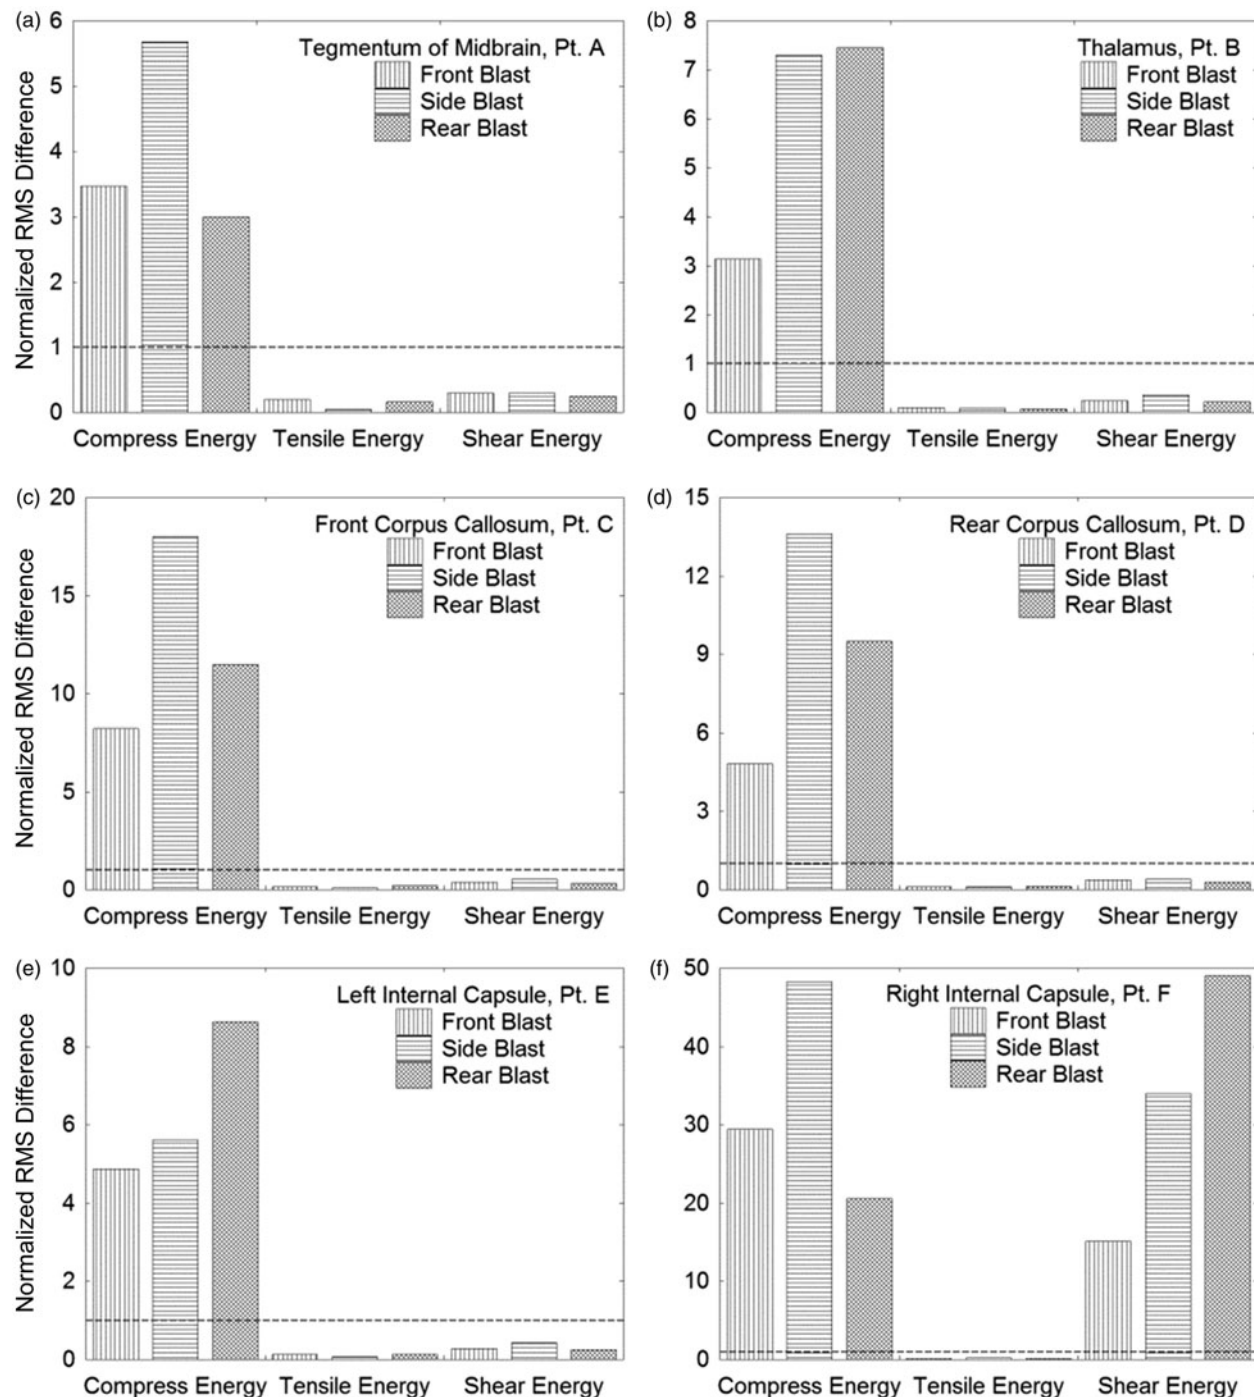 (a)
6
5
4
3
2
1
0
Normalized RMS Difference
Tegmentum of Midbrain, Pt. A
Front Blast
Side Blast
Rear Blast
Compress Energy Tensile Energy Shear Energy
(b)
8
7
6
5
4
3
2
1
0
Thalamus, Pt. B
Front Blast
Side Blast
Rear Blast
Compress Energy Tensile Energy Shear Energy
(c)
20
15
10
5
0
Normalized RMS Difference
Front Corpus Callosum, Pt. C
Front Blast
Side Blast
Rear Blast
Compress Energy Tensile Energy Shear Energy
(d)
15
12
9
6
3
0
Rear Corpus Callosum, Pt. D
Front Blast
Side Blast
Rear Blast
Compress Energy Tensile Energy Shear Energy
(e)
10
8
6
4
2
0
Normalized RMS Difference
Left Internal Capsule, Pt. E
Front Blast
Side Blast
Rear Blast
Compress Energy Tensile Energy Shear Energy
(f)
50
40
30
20
10
0
Right Internal Capsule, Pt. F
Front Blast
Side Blast
Rear Blast
Compress Energy Tensile Energy Shear Energy